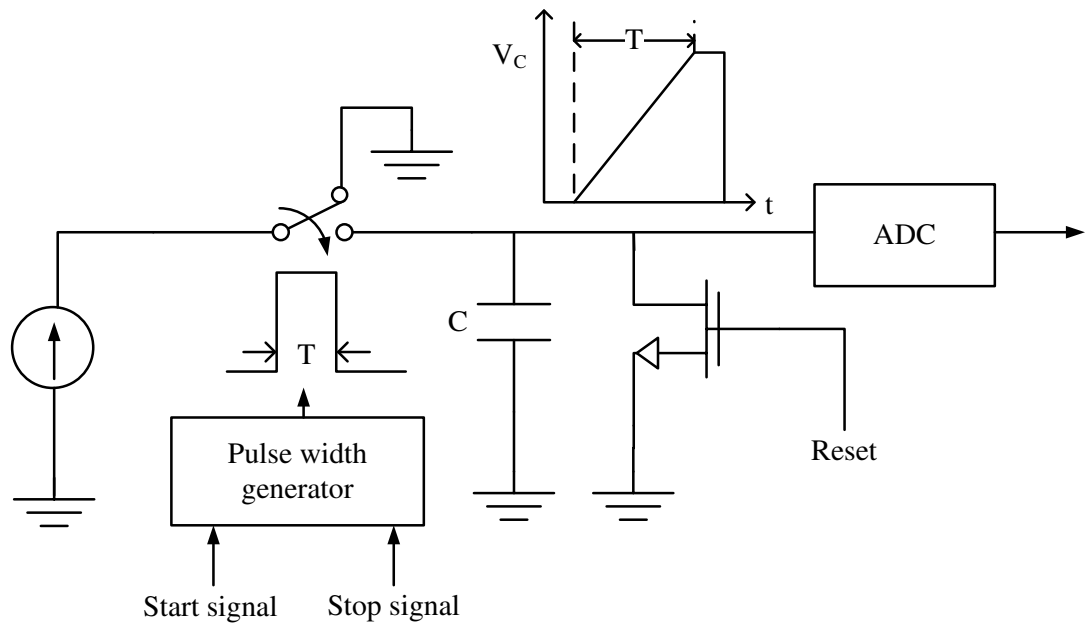 T
V_C
t
ADC
C
T
Pulse width
generator
Reset
Start signal
Stop signal